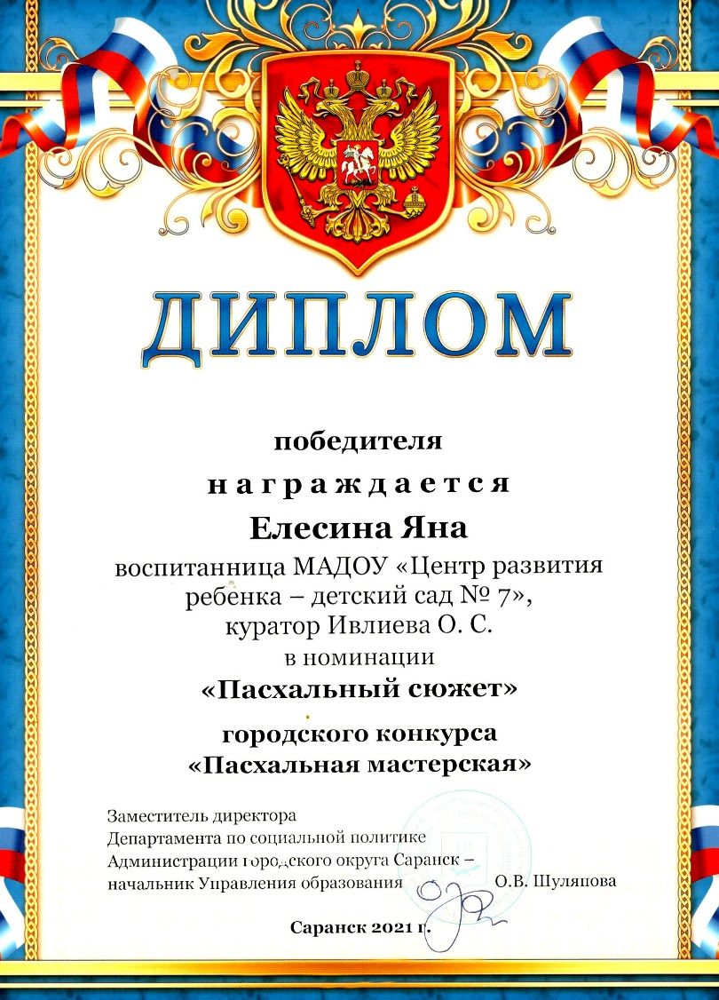 ДИПЛОМ
победителя
награждается
Елесина Яна
воспитанница МАДОУ «Центр развития
ребенка – детский сад № 7»,
куратор Ивлиева О. С.
в номинации
«Пасхальный сюжет»
городского конкурса
«Пасхальная мастерская»
Заместитель директора
Департамента по социальной политике
Администрации городского округа Саранск –
начальник Управления образования О.В. Шуляпова
Саранск 2021 г.